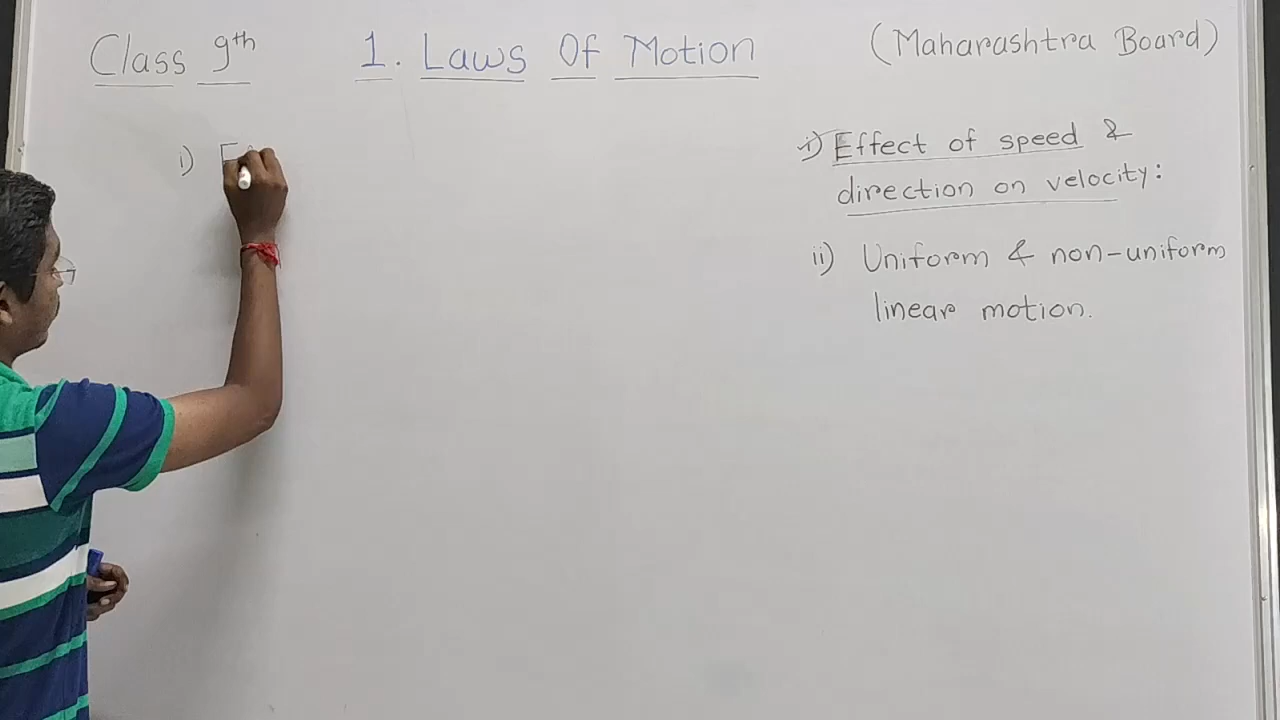 Class 9th 1. Laws Of Motion (Maharashtra Board)
i)
i) Effect of speed &
direction on velocity:
ii) Uniform & non-uniform
linear motion.